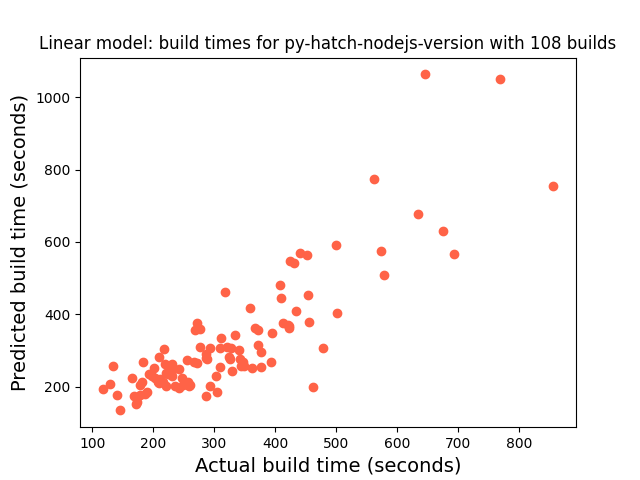 Linear model: build times for py-hatch-nodejs-version with 108 builds
Predicted build time (seconds)
1000
800
600
400
200
100 200 300 400 500 600 700 800
Actual build time (seconds)